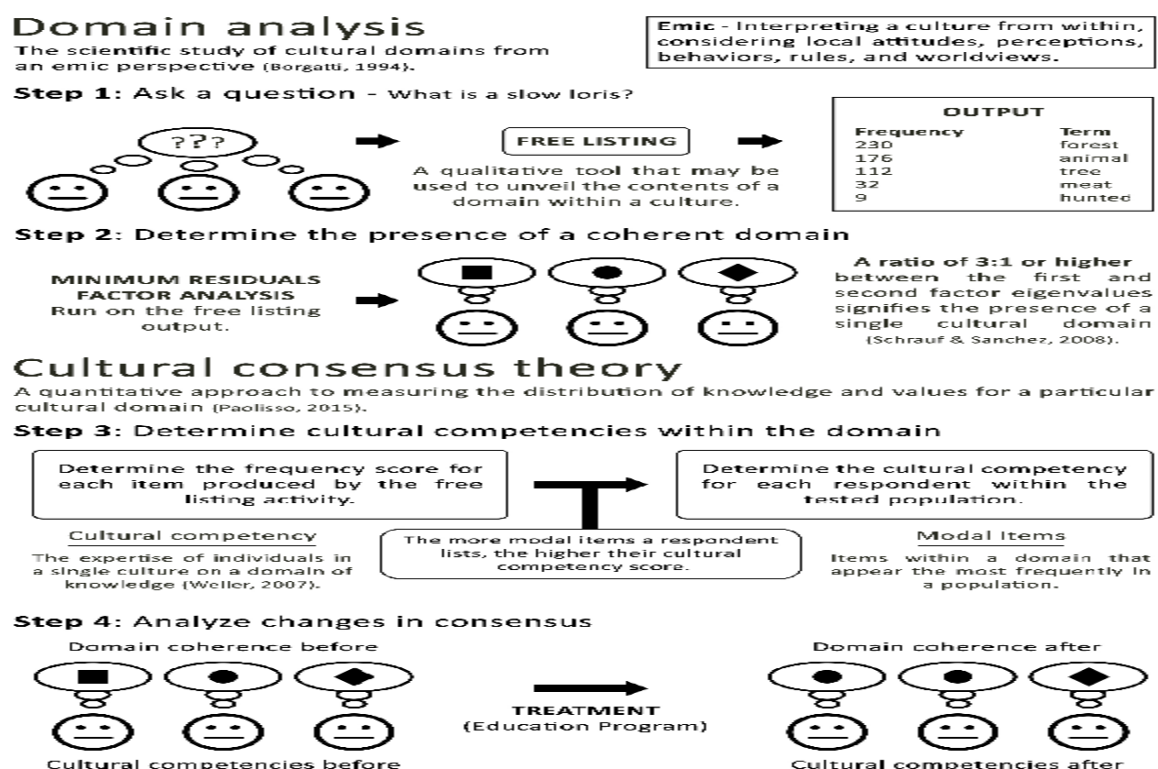 Domain analysis
The scientific study of cultural domains from
an emic perspective (Borgatti, 1994).
Emic - Interpreting a culture from within,
considering local attitudes, perceptions,
behaviors, rules, and worldviews.
Step 1: Ask a question - What is a slow loris?
???
FREE LISTING
A qualitative tool that may be
used to unveil the contents of a
domain within a culture.
OUTPUT
Frequency Term
230 forest
176 animal
112 tree
32 meat
9 hunted
Step 2: Determine the presence of a coherent domain
MINIMUM RESIDUALS
FACTOR ANALYSIS
Run on the free listing
output.
A ratio of 3:1 or higher
between the first and
second factor eigenvalues
signifies the presence of a
single cultural domain
(Schrauf & Sanchez, 2008).
Cultural consensus theory
A quantitative approach to measuring the distribution of knowledge and values for a particular
cultural domain (Paolisso, 2015).
Step 3: Determine cultural competencies within the domain
Determine the frequency score for
each item produced by the free
listing activity.
Determine the cultural competency
for each respondent within the
tested population.
Cultural competency
The expertise of individuals in
a single culture on a domain of
knowledge (Weller, 2007).
The more modal items a respondent
lists, the higher their cultural
competency score.
Modal Items
Items within a domain that
appear the most frequently in
a population.
Step 4: Analyze changes in consensus
Domain coherence before
Domain coherence after
TREATMENT
(Education Program)
Cultural competencies before
Cultural competencies after